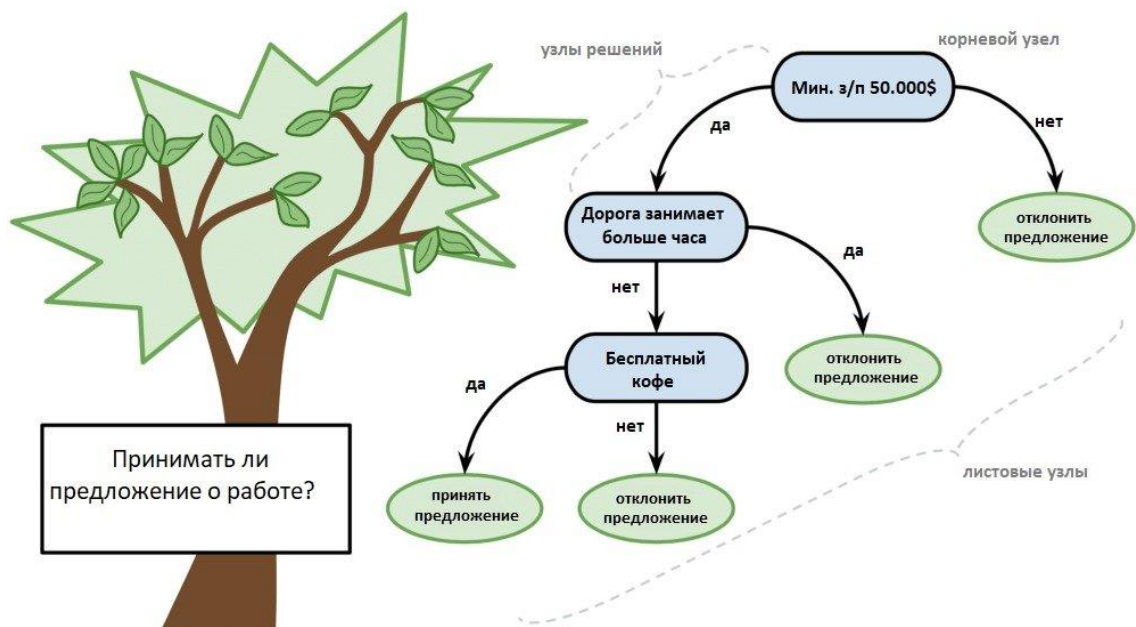 узлы решений
корневой узел
Мин. з/п 50.000$
да
нет
Дорога занимает
больше часа
отклонить
предложение
да
нет
Бесплатный
кофе
отклонить
предложение
да
нет
листовые узлы
принять
предложение
отклонить
предложение
Принимать ли
предложение о работе?